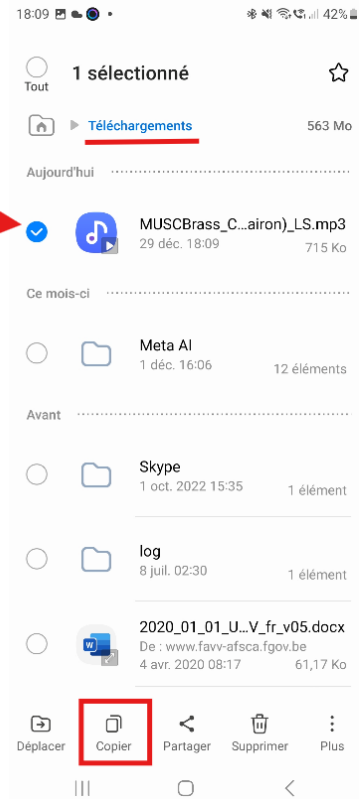 18:09 42%
1 sélectionné
Tout
Téléchargements 563 Mo
Aujourd'hui
MUSCBrass_C...airon)_LS.mp3
29 déc. 18:09
715 Ko
Ce mois-ci
Meta AI
1 déc. 16:06
12 éléments
Avant
Skype
1 oct. 2022 15:35
1 élément
log
8 juil. 02:30
1 élément
2020_01_01_U...V_fr_v05.docx
De : www.favv-afsca.fgov.be
4 avr. 2020 08:17 61,17 Ko
Déplacer Copier Partager Supprimer Plus